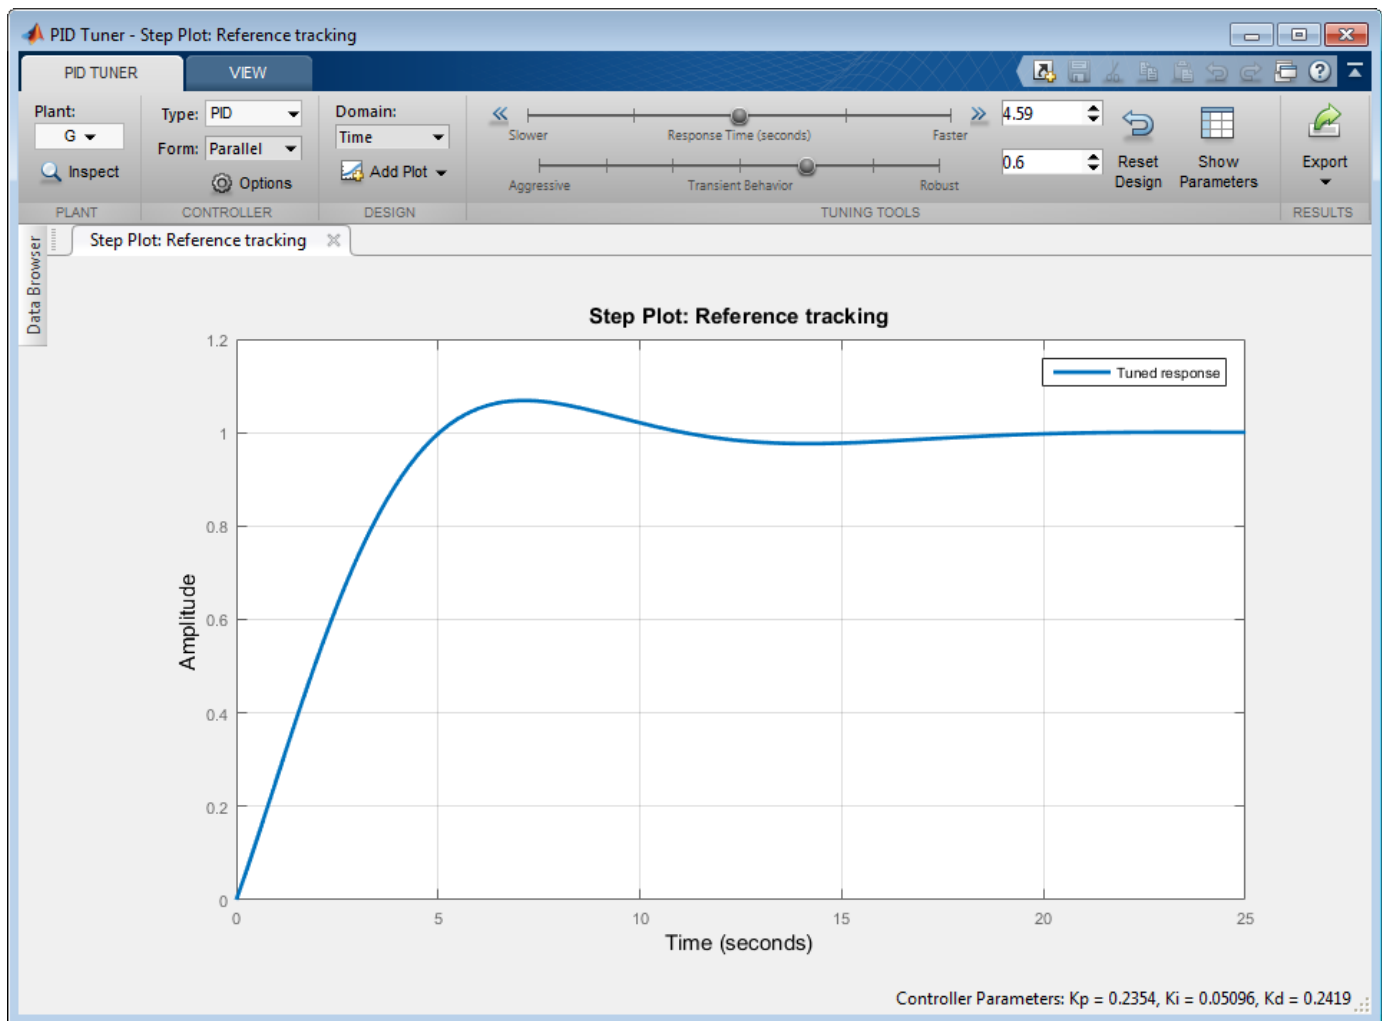 PID Tuner - Step Plot: Reference tracking
PID TUNER
VIEW
Plant:
G
Inspect
PLANT
Type: PID
Form: Parallel
Options
CONTROLLER
Domain:
Time
Add Plot
DESIGN
Slower
Response Time (seconds)
Faster
4.59
Aggressive
Transient Behavior
Robust
0.6
Reset
Design
Show
Parameters
TUNING TOOLS
Export
RESULTS
Data Browser
Step Plot: Reference tracking
Step Plot: Reference tracking
Tuned response
Amplitude
1.2
1
0.8
0.6
0.4
0.2
0
0 5 10 15 20 25
Time (seconds)
Controller Parameters: Kp = 0.2354, Ki = 0.05096, Kd = 0.2419